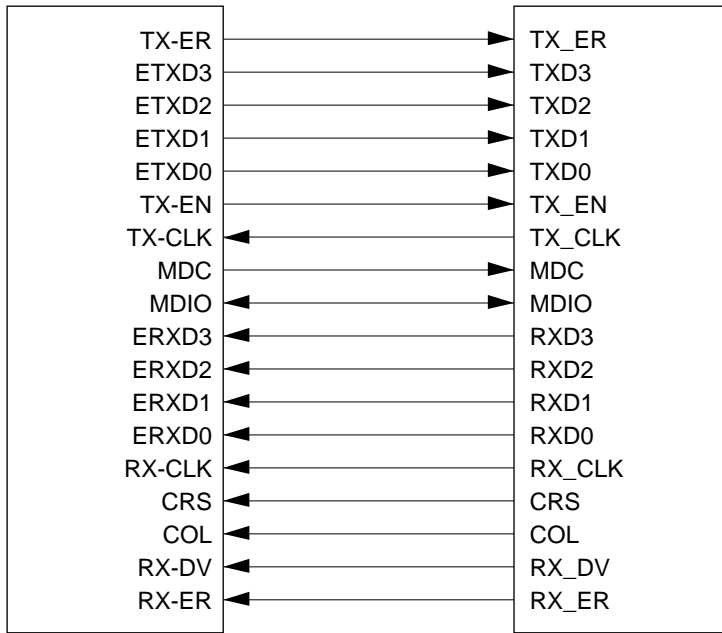 TX-ER TX_ER
ETXD3 TXD3
ETXD2 TXD2
ETXD1 TXD1
ETXD0 TXD0
TX-EN TX_EN
TX-CLK TX_CLK
MDC MDC
MDIO MDIO
ERXD3 RXD3
ERXD2 RXD2
ERXD1 RXD1
ERXD0 RXD0
RX-CLK RX_CLK
CRS CRS
COL COL
RX-DV RX_DV
RX-ER RX_ER